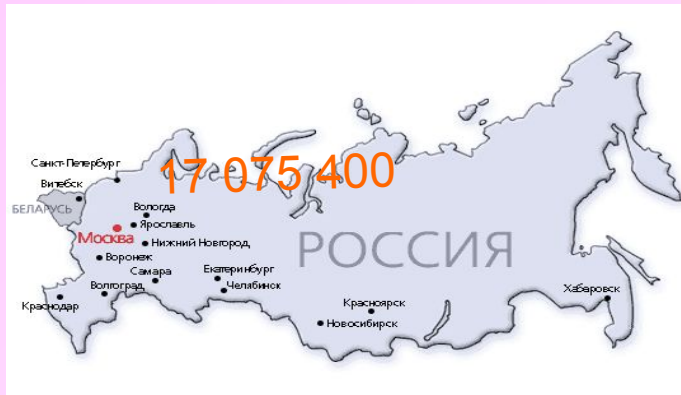 17 075 400
Санкт-Петербург
Витебск
БЕЛАРУСЬ
Вологда
Ярославль
Москва
Нижний Новгород
РОССИЯ
Воронеж
Самара
Екатеринбург
Волгоград
Челябинск
Хабаровск
Краснодар
Красноярск
Новосибирск